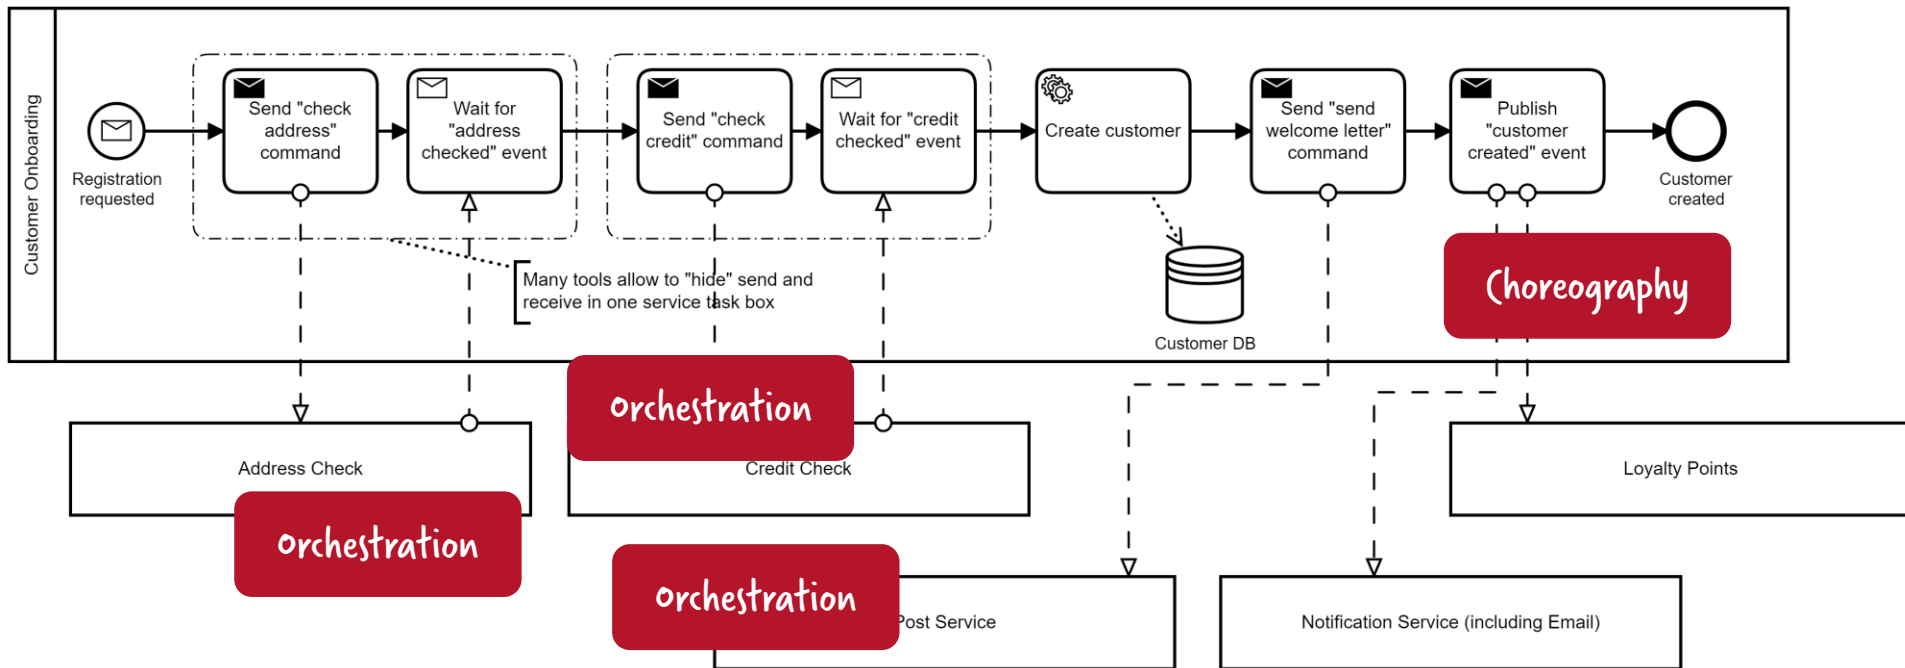 Customer Onboarding
Registration
requested
Send "check
address"
command
Wait for
"address
checked" event
Send "check
credit" command
Wait for "credit
checked" event
Create customer
Send "send
welcome letter"
command
Publish
"customer
created" event
Customer
created
Many tools allow to "hide" send and
receive in one service task box
Customer DB
Choreography
Orchestration
Address Check
Credit Check
Loyalty Points
Orchestration
Orchestration
Post Service
Notification Service (including Email)